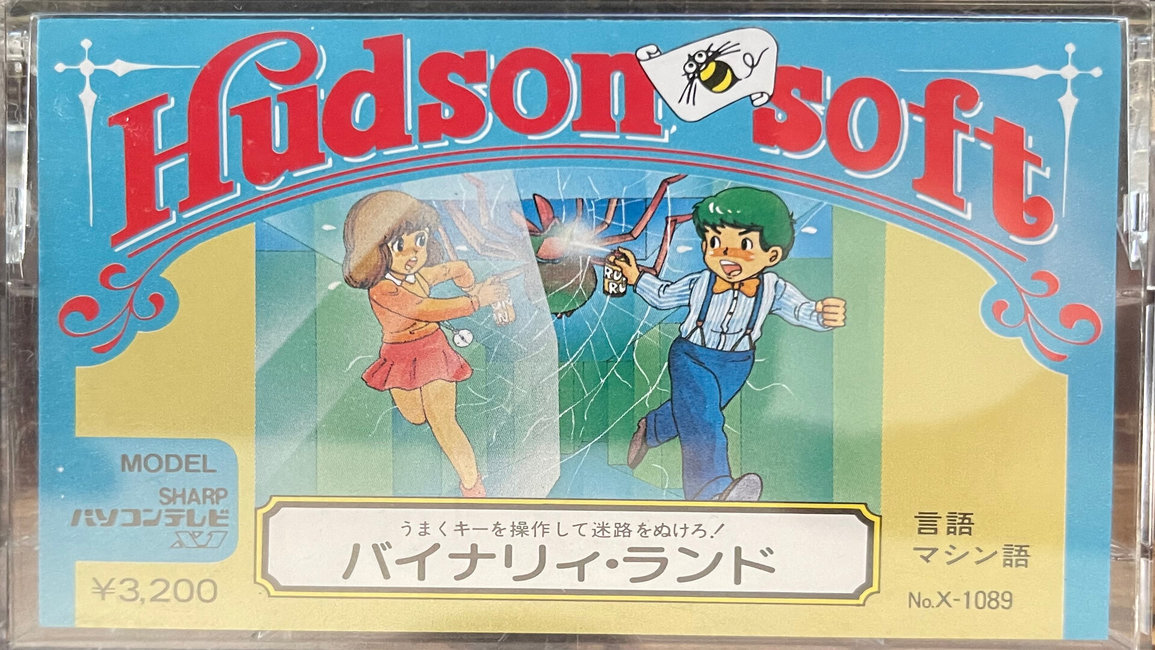 Hudson soft
RU
RU
MODEL
SHARP
パソコンテレビ
X1
¥3,200
うまくキーを操作して迷路をぬけろ!
バイナリィ・ランド
言語
マシン語
No.X-1089